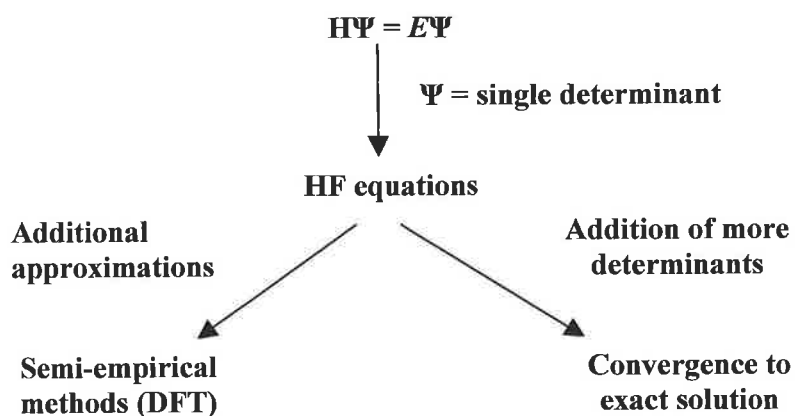 HΨ = EΨ
Ψ = single determinant
HF equations
Additional
approximations
Addition of more
determinants
Semi-empirical
methods (DFT)
Convergence to
exact solution